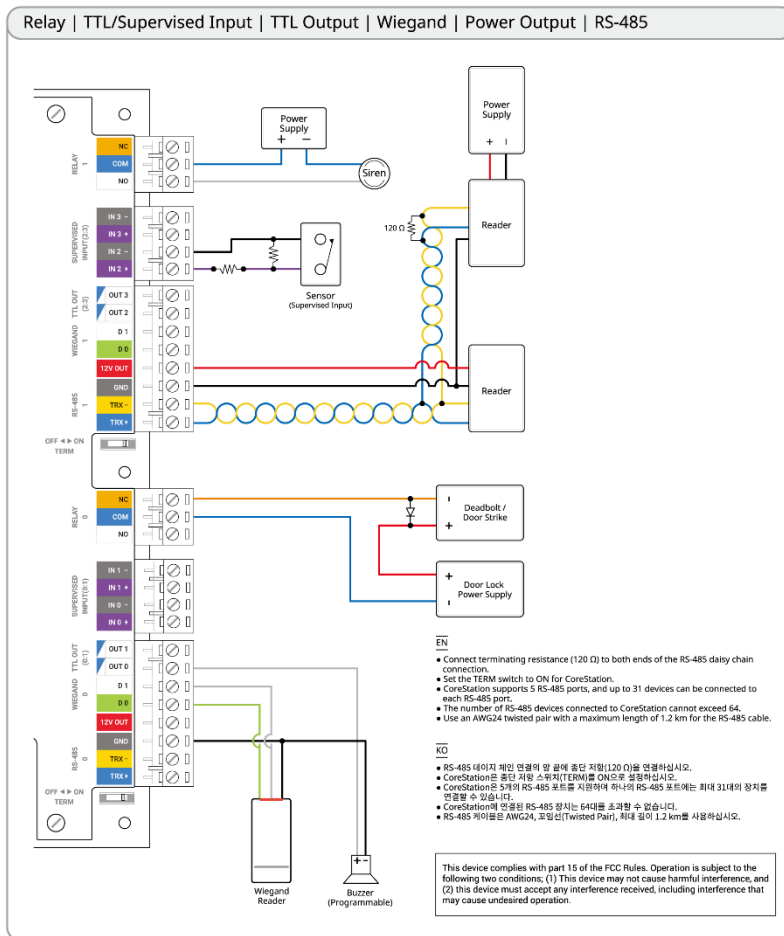 Relay | TTL/Supervised Input | TTL Output | Wiegand | Power Output | RS-485
Power
Supply
+ −
Siren
Power
Supply
+ −
Reader
120 Ω
Sensor
(Supervised Input)
Reader
RELAY
1
NC
COM
NO
SUPERVISED
INPUT(2:3)
IN 3 −
IN 3 +
IN 2 −
IN 2 +
TTL OUT
(2:3)
OUT 3
OUT 2
WIEGAND
1
D 1
D 0
12V OUT
GND
RS-485
1
TRX −
TRX +
OFF ◄ ► ON
TERM
RELAY
0
NC
COM
NO
Deadbolt /
Door Strike
−
+
Door Lock
Power Supply
+
−
SUPERVISED
INPUT(0:1)
IN 1 −
IN 1 +
IN 0 −
IN 0 +
TTL OUT
(0:1)
OUT 1
OUT 0
WIEGAND
0
D 1
D 0
12V OUT
GND
RS-485
0
TRX −
TRX +
OFF ◄ ► ON
TERM
Wiegand
Reader
+ −
Buzzer
(Programmable)
EN
• Connect terminating resistance (120 Ω) to both ends of the RS-485 daisy chain
connection.
• Set the TERM switch to ON for CoreStation.
• CoreStation supports 5 RS-485 ports, and up to 31 devices can be connected to
each RS-485 port.
• The number of RS-485 devices connected to CoreStation cannot exceed 64.
• Use an AWG24 twisted pair with a maximum length of 1.2 km for the RS-485 cable.
KO
• RS-485 데이지 체인 연결의 양 끝에 종단 저항(120 Ω)을 연결하십시오.
• CoreStation은 종단 저항 스위치(TERM)를 ON으로 설정하십시오.
• CoreStation은 5개의 RS-485 포트를 지원하며 하나의 RS-485 포트에는 최대 31대의 장치를
연결할 수 있습니다.
• CoreStation에 연결된 RS-485 장치는 64대를 초과할 수 없습니다.
• RS-485 케이블은 AWG24, 꼬임선(Twisted Pair), 최대 길이 1.2 km를 사용하십시오.
This device complies with part 15 of the FCC Rules. Operation is subject to the
following two conditions; (1) This device may not cause harmful interference, and
(2) this device must accept any interference received, including interference that
may cause undesired operation.